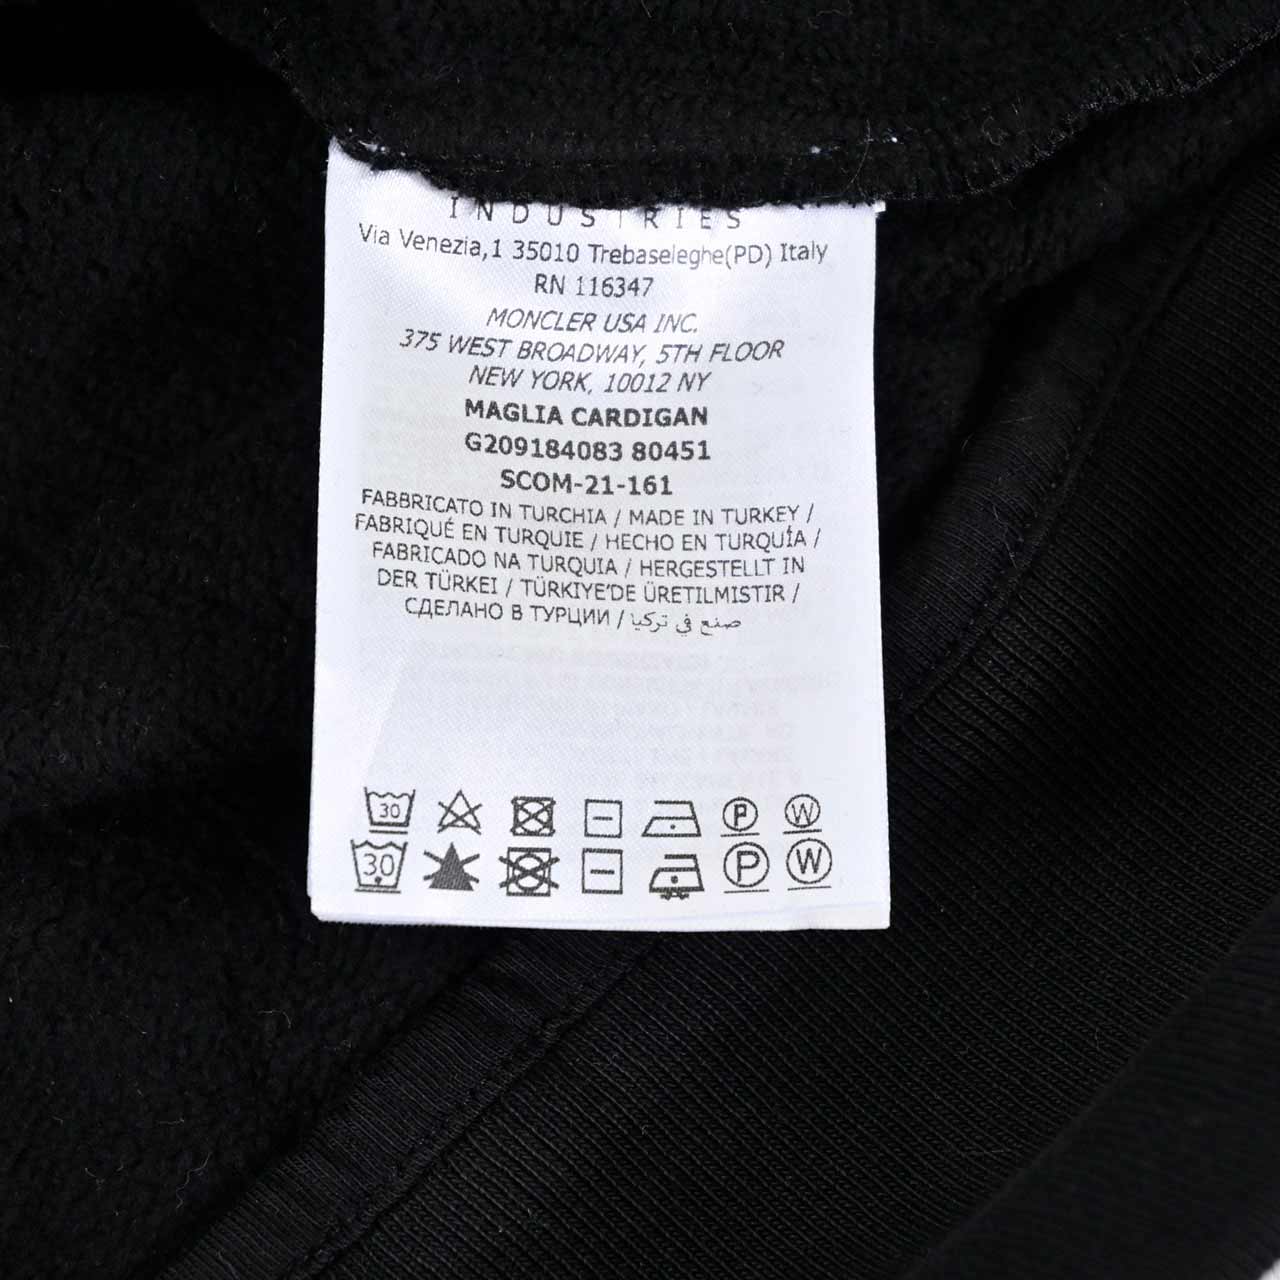 INDUSTRIES
Via Venezia,1 35010 Trebaseleghe(PD) Italy
RN 116347
MONCLER USA INC.
375 WEST BROADWAY, 5TH FLOOR
NEW YORK, 10012 NY
MAGLIA CARDIGAN
G209184083 80451
SCOM-21-161
FABBRICATO IN TURCHIA / MADE IN TURKEY /
FABRIQUÉ EN TURQUIE / HECHO EN TURQUÍA /
FABRICADO NA TURQUIA / HERGESTELLT IN
DER TÜRKEI / TÜRKIYE'DE ÜRETILMISTIR /
СДЕЛАНО В ТУРЦИИ / صنع في تركيا
30 P W
30 P W